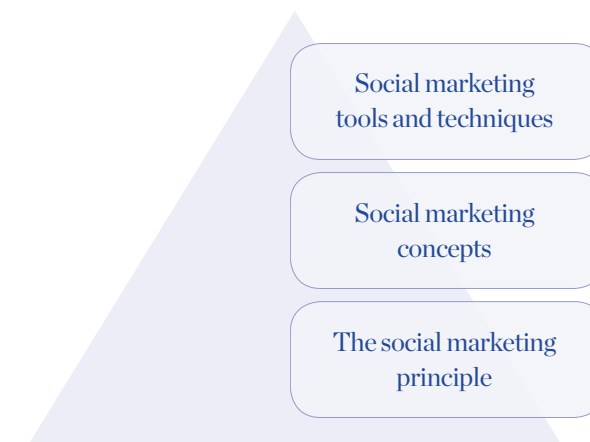 Social marketing
tools and techniques
Social marketing
concepts
The social marketing
principle